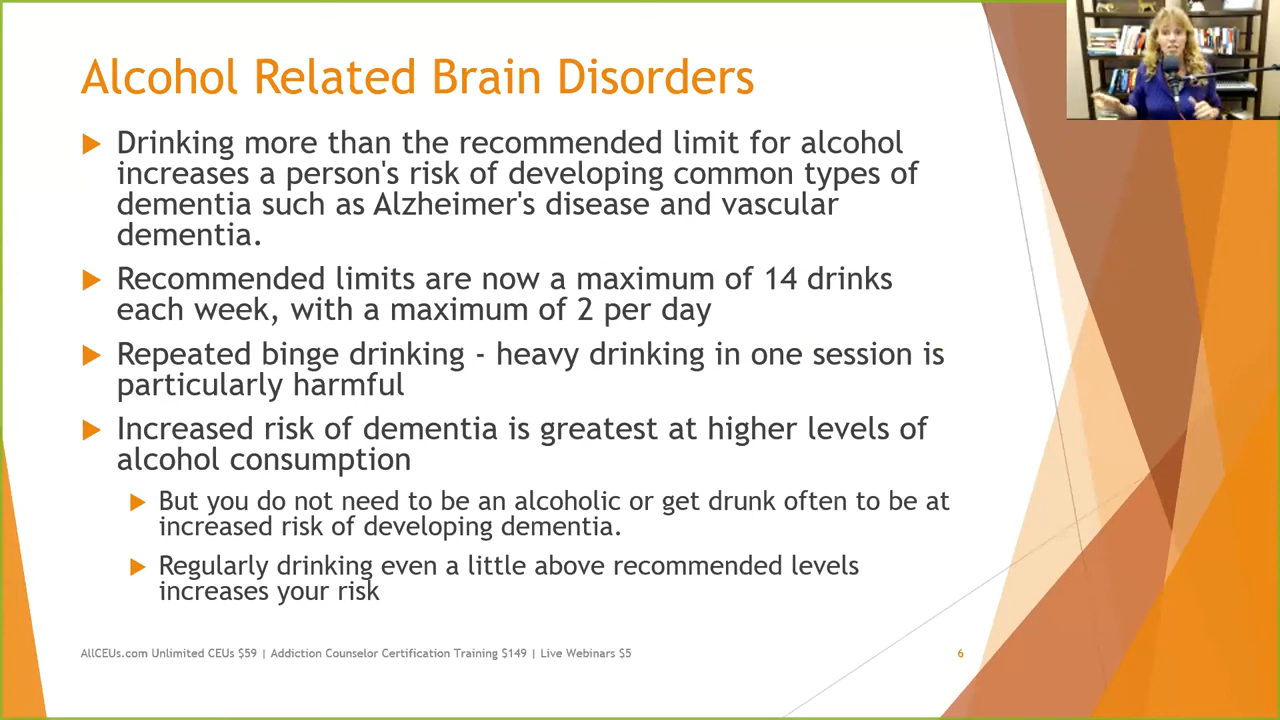 Alcohol Related Brain Disorders
Drinking more than the recommended limit for alcohol
increases a person's risk of developing common types of
dementia such as Alzheimer's disease and vascular
dementia.
Recommended limits are now a maximum of 14 drinks
each week, with a maximum of 2 per day
Repeated binge drinking - heavy drinking in one session is
particularly harmful
Increased risk of dementia is greatest at higher levels of
alcohol consumption
But you do not need to be an alcoholic or get drunk often to be at
increased risk of developing dementia.
Regularly drinking even a little above recommended levels
increases your risk
AllCEUs.com Unlimited CEUs $59 | Addiction Counselor Certification Training $149 | Live Webinars $5
6